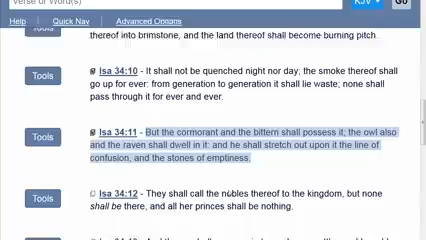 Verse or Word(s) KJV Go
Help Quick Nav Advanced Options
Tools thereof into brimstone, and the land thereof shall become burning pitch.
Tools Isa 34:10 - It shall not be quenched night nor day; the smoke thereof shall
go up for ever: from generation to generation it shall lie waste; none shall
pass through it for ever and ever.
Tools Isa 34:11 - But the cormorant and the bittern shall possess it; the owl also
and the raven shall dwell in it: and he shall stretch out upon it the line of
confusion, and the stones of emptiness.
Tools Isa 34:12 - They shall call the nobles thereof to the kingdom, but none
shall be there, and all her princes shall be nothing.